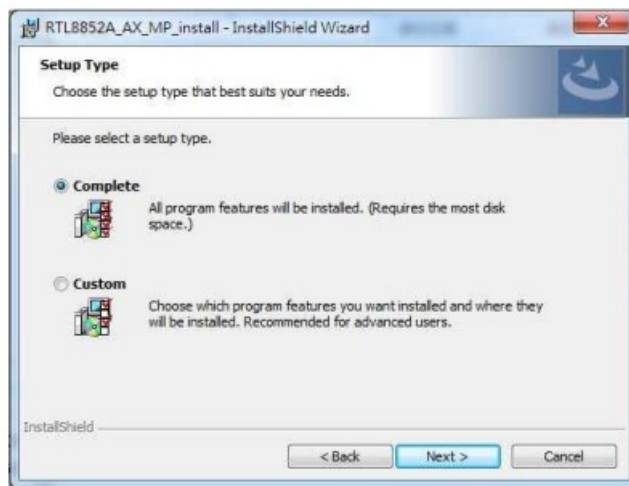 RTL8852A_AX_MP_install - InstallShield Wizard
Setup Type
Choose the setup type that best suits your needs.
Please select a setup type.
Complete
All program features will be installed. (Requires the most disk
space.)
Custom
Choose which program features you want installed and where they
will be installed. Recommended for advanced users.
InstallShield
< Back
Next >
Cancel